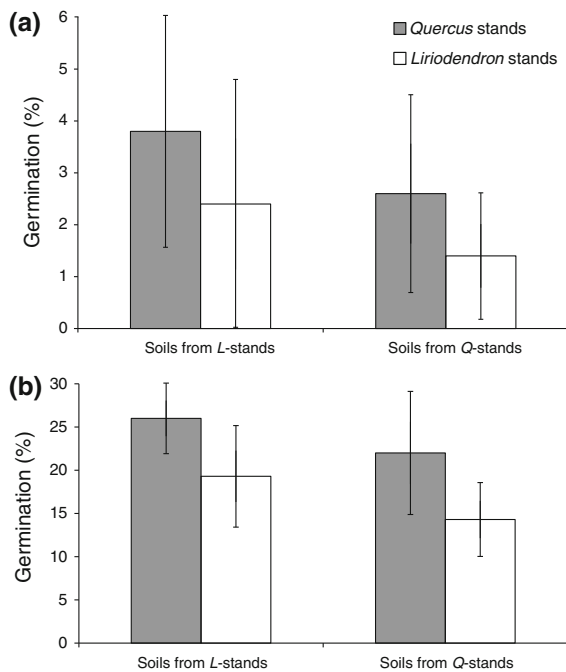 (a)
6
5
4
3
2
1
0
Germination (%)
Quercus stands
Liriodendron stands
Soils from L-stands
Soils from Q-stands
(b)
30
25
20
15
10
5
0
Germination (%)
Soils from L-stands
Soils from Q-stands